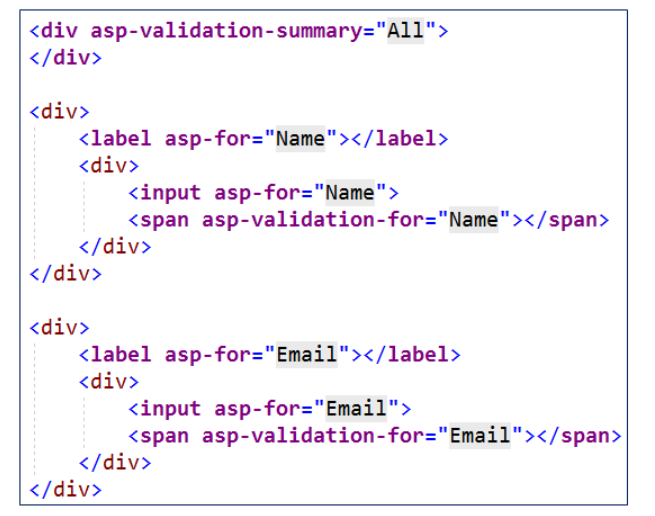 <div asp-validation-summary="All">
</div>

<div>
    <label asp-for="Name"></label>
    <div>
        <input asp-for="Name">
        <span asp-validation-for="Name"></span>
    </div>
</div>

<div>
    <label asp-for="Email"></label>
    <div>
        <input asp-for="Email">
        <span asp-validation-for="Email"></span>
    </div>
</div>